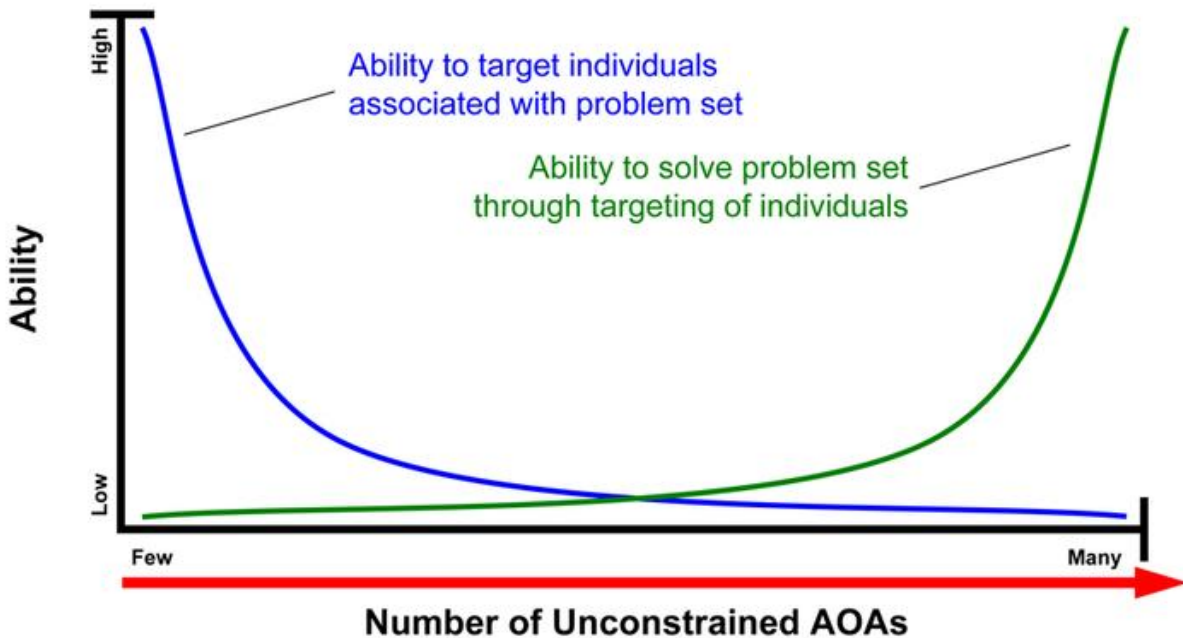 High
Ability to target individuals
associated with problem set
Ability to solve problem set
through targeting of individuals
Ability
Low
Few
Many
Number of Unconstrained AOAs